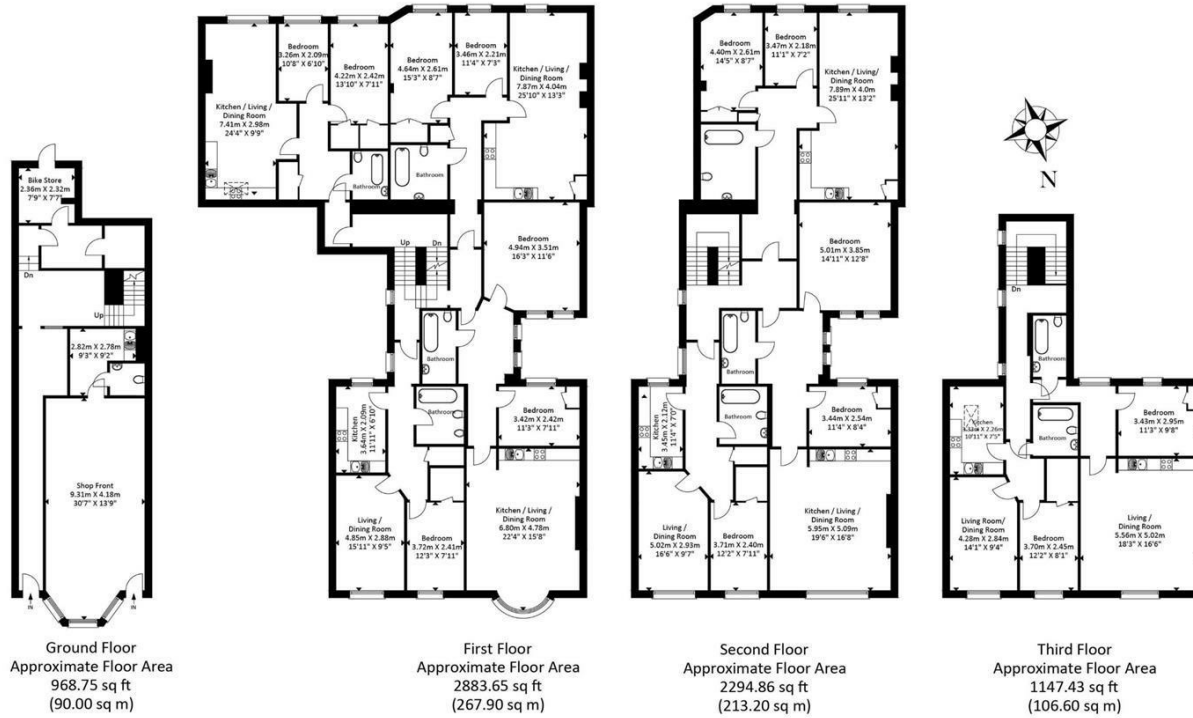 Bike Store
2.36m X 2.32m
7'9" X 7'7"
Dn
Up
2.82m X 2.78m
9'3" X 9'2"
Shop Front
9.31m X 4.18m
30'7" X 13'9"
IN
IN
Ground Floor
Approximate Floor Area
968.75 sq ft
(90.00 sq m)
Kitchen / Living /
Dining Room
7.41m X 2.98m
24'4" X 9'9"
Bedroom
3.26m X 2.09m
10'8" X 6'10"
Bedroom
4.22m X 2.42m
13'10" X 7'11"
Bedroom
4.64m X 2.61m
15'3" X 8'7"
Bedroom
3.46m X 2.21m
11'4" X 7'3"
Kitchen / Living /
Dining Room
7.87m X 4.04m
25'10" X 13'3"
Bathroom
Bathroom
Up
Dn
Bedroom
4.94m X 3.51m
16'3" X 11'6"
Bathroom
Kitchen
3.64m X 2.09m
11'11" X 6'10"
Bathroom
Bedroom
3.42m X 2.42m
11'3" X 7'11"
Living /
Dining Room
4.85m X 2.88m
15'11" X 9'5"
Bedroom
3.72m X 2.41m
12'3" X 7'11"
Kitchen / Living /
Dining Room
6.80m X 4.78m
22'4" X 15'8"
First Floor
Approximate Floor Area
2883.65 sq ft
(267.90 sq m)
Bedroom
4.40m X 2.61m
14'5" X 8'7"
Bedroom
3.47m X 2.18m
11'1" X 7'2"
Kitchen / Living/
Dining Room
7.89m X 4.0m
25'11" X 13'2"
Bathroom
Bedroom
5.01m X 3.85m
14'11" X 12'8"
Bathroom
Kitchen
3.45m X 2.12m
11'4" X 7'0"
Bathroom
Bedroom
3.44m X 2.54m
11'4" X 8'4"
Living /
Dining Room
5.02m X 2.93m
16'6" X 9'7"
Bedroom
3.71m X 2.40m
12'2" X 7'11"
Kitchen / Living /
Dining Room
5.95m X 5.09m
19'6" X 16'8"
Second Floor
Approximate Floor Area
2294.86 sq ft
(213.20 sq m)
N
Dn
Bathroom
Kitchen
X 2.26m
10'11" X 7'5"
Bathroom
Bedroom
3.43m X 2.95m
11'3" X 9'8"
Living Room/
Dining Room
4.28m X 2.84m
14'1" X 9'4"
Bedroom
3.70m X 2.45m
12'2" X 8'1"
Living /
Dining Room
5.56m X 5.02m
18'3" X 16'6"
Third Floor
Approximate Floor Area
1147.43 sq ft
(106.60 sq m)